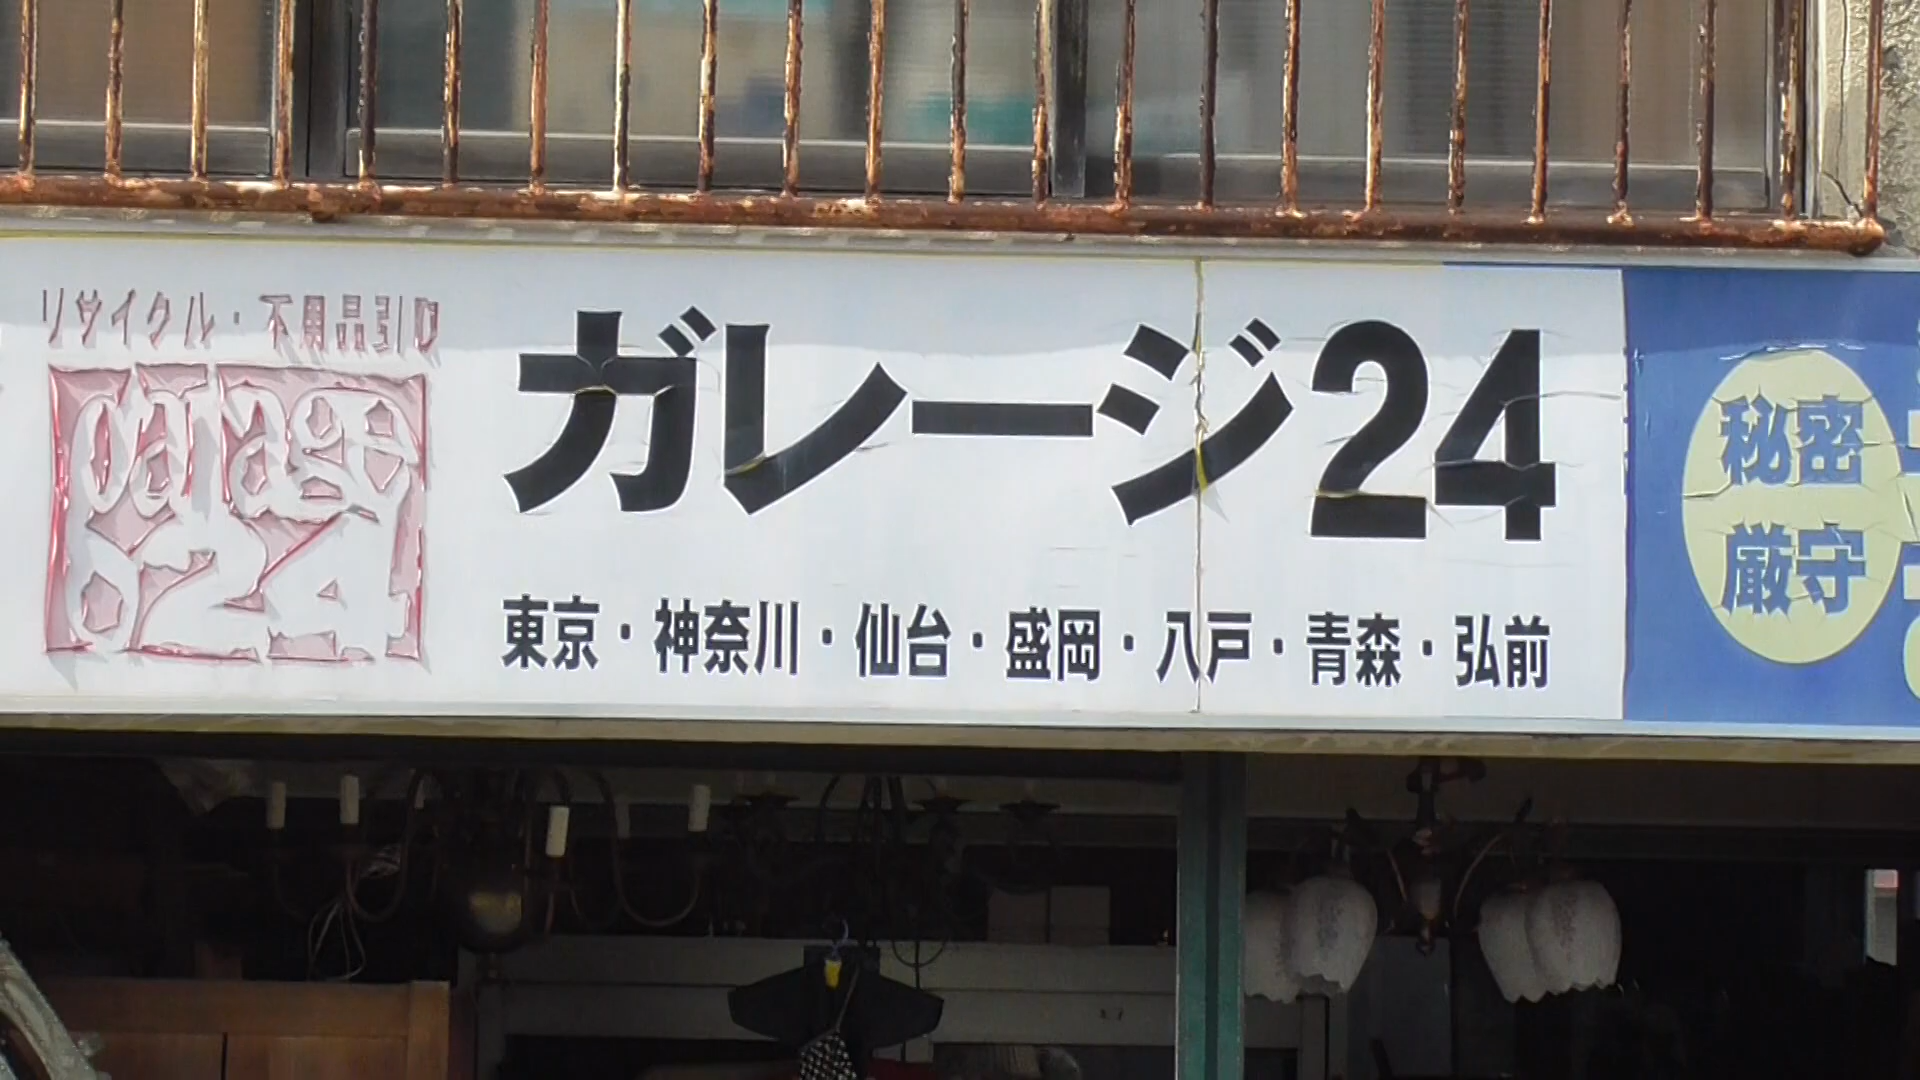 リサイクル・不用品引取
garage
824
ガレージ24
東京・神奈川・仙台・盛岡・八戸・青森・弘前
秘密
厳守